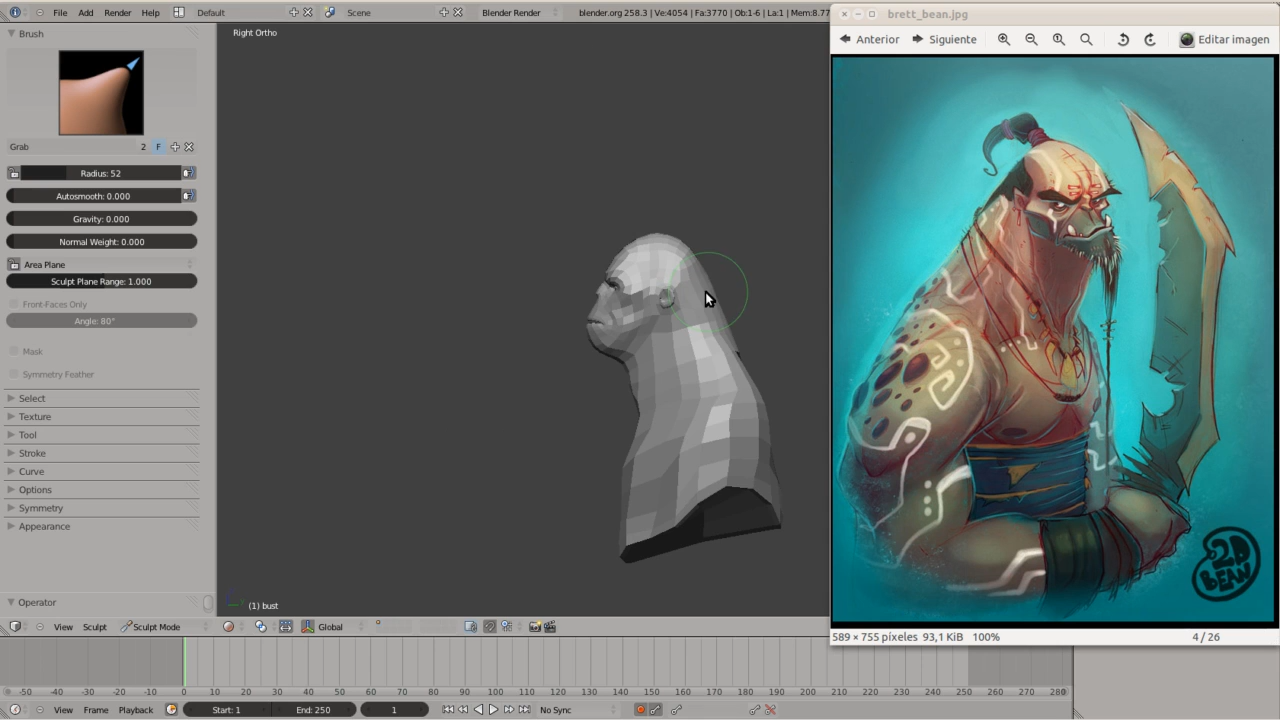 File Add Render Help Default Scene Blender Render blender.org 258.3 | Ve:4054 | Fa:3770 | Ob:1-6 | La:1 | Mem:8.77
brett_bean.jpg
Anterior Siguiente Editar imagen
Brush
Right Ortho
Grab 2 F
Radius: 52
Autosmooth: 0.000
Gravity: 0.000
Normal Weight: 0.000
Area Plane
Sculpt Plane Range: 1.000
Front-Faces Only
Angle: 80°
Mask
Symmetry Feather
Select
Texture
Tool
Stroke
Curve
Options
Symmetry
Appearance
2D
BEAN
Operator
(1) bust
View Sculpt Sculpt Mode Global
589 × 755 píxeles 93,1 KiB 100% 4 / 26
-50 -40 -30 -20 -10 0 10 20 30 40 50 60 70 80 90 100 110 120 130 140 150 160 170 180 190 200 210 220 230 240 250 260 270 280
View Frame Playback Start: 1 End: 250 1 No Sync